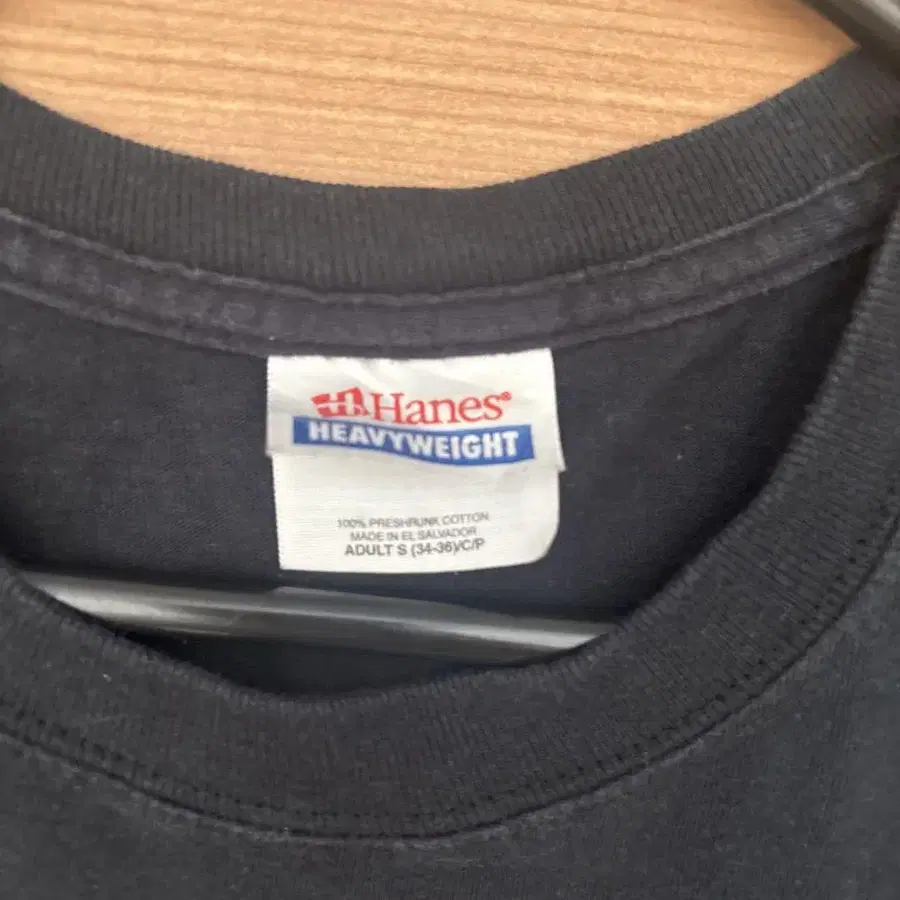 Hanes®
HEAVYWEIGHT
100% PRESHRUNK COTTON
MADE IN EL SALVADOR
ADULT S (34-36)/C/P